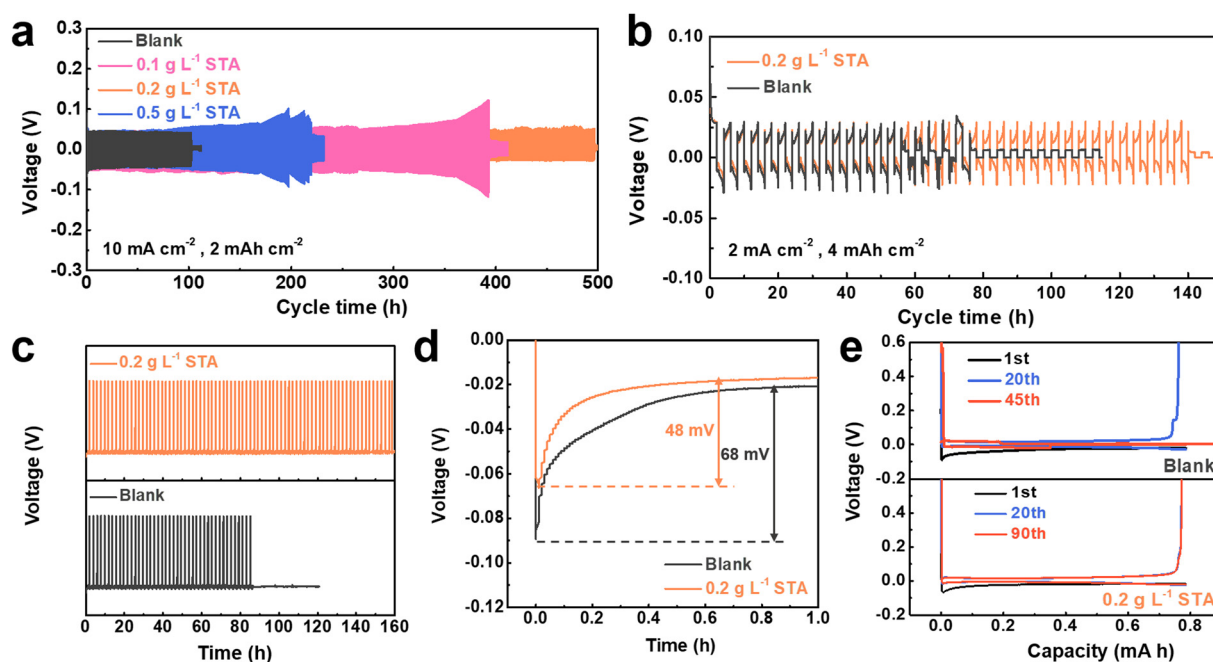 a
0.3
0.2
0.1
0.0
-0.1
-0.2
-0.3
Voltage (V)
Blank
0.1 g L⁻¹ STA
0.2 g L⁻¹ STA
0.5 g L⁻¹ STA
10 mA cm⁻² , 2 mAh cm⁻²
0 100 200 300 400 500
Cycle time (h)
b
0.10
0.05
0.00
-0.05
-0.10
Voltage (V)
0.2 g L⁻¹ STA
Blank
2 mA cm⁻² , 4 mAh cm⁻²
0 20 40 60 80 100 120 140
Cycle time (h)
c
Voltage (V)
0.2 g L⁻¹ STA
Blank
0 20 40 60 80 100 120 140 160
Time (h)
d
0.00
-0.02
-0.04
-0.06
-0.08
-0.10
-0.12
Voltage (V)
48 mV
68 mV
Blank
0.2 g L⁻¹ STA
0.0 0.2 0.4 0.6 0.8 1.0
Time (h)
e
0.6
0.4
0.2
0.0
-0.2
Voltage (V)
1st
20th
45th
Blank
0.6
0.4
0.2
0.0
-0.2
1st
20th
90th
0.2 g L⁻¹ STA
0.0 0.2 0.4 0.6 0.8
Capacity (mA h)